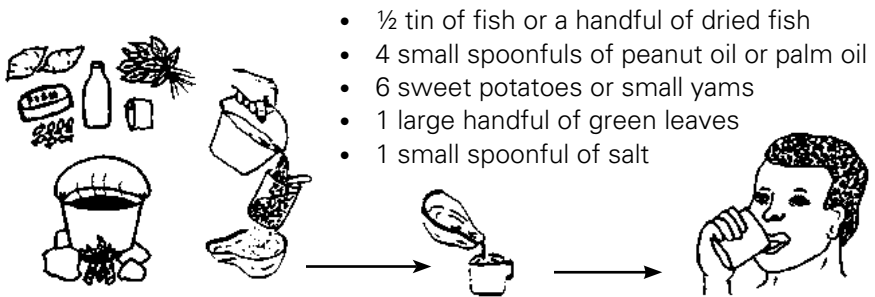 • ½ tin of fish or a handful of dried fish
• 4 small spoonfuls of peanut oil or palm oil
• 6 sweet potatoes or small yams
• 1 large handful of green leaves
• 1 small spoonful of salt